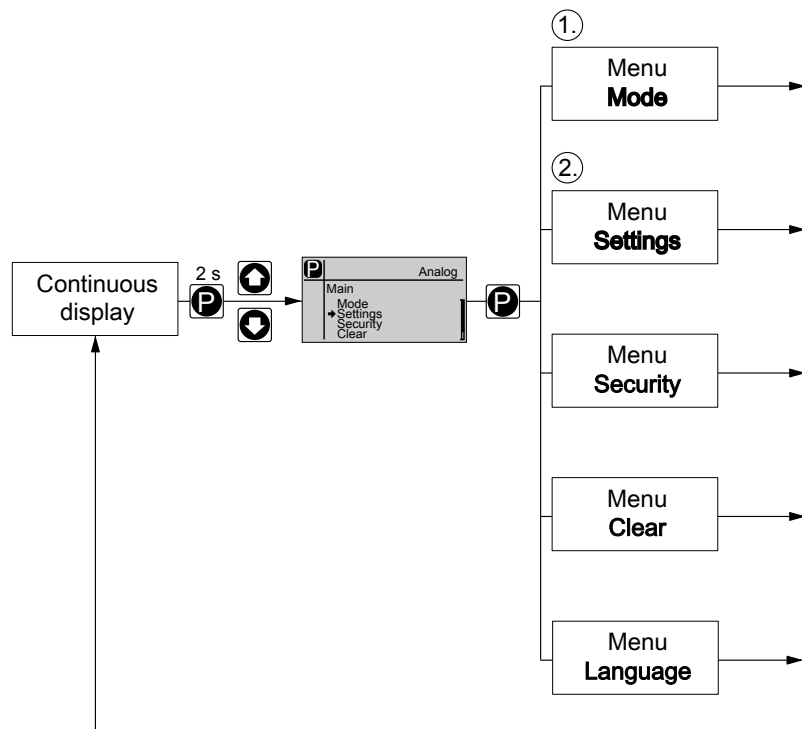 1.
Menu
Mode
2.
Menu
Settings
Continuous
display
2 s
P
P
Analog
Main
Mode
Settings
Security
Clear
P
Menu
Security
Menu
Clear
Menu
Language